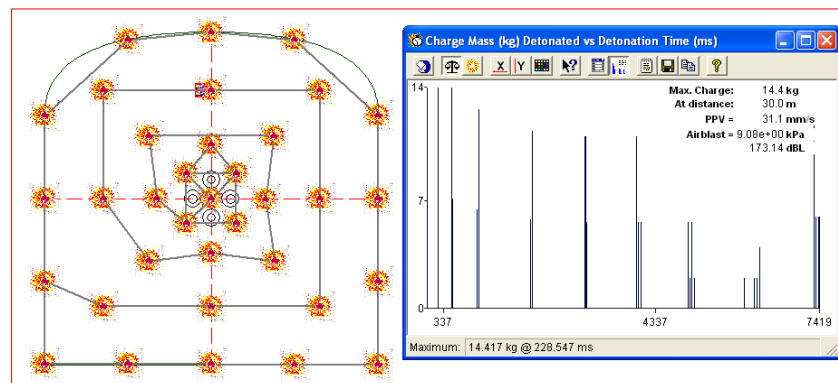 Charge Mass (kg) Detonated vs Detonation Time (ms)
X Y ? ?
14
Max. Charge: 14.4 kg
At distance: 30.0 m
PPV = 31.1 mm/s
Airblast = 9.08e+00 kPa
173.14 dBL
7
0
337 4337 7419
Maximum: 14.417 kg @ 228.547 ms